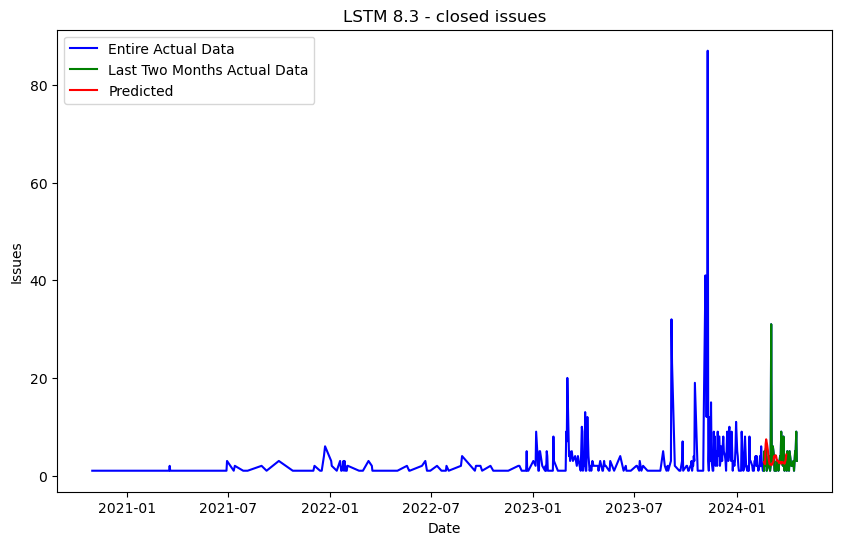 LSTM 8.3 - closed issues
Entire Actual Data
Last Two Months Actual Data
Predicted
80
60
40
20
0
Issues
2021-01 2021-07 2022-01 2022-07 2023-01 2023-07 2024-01
Date